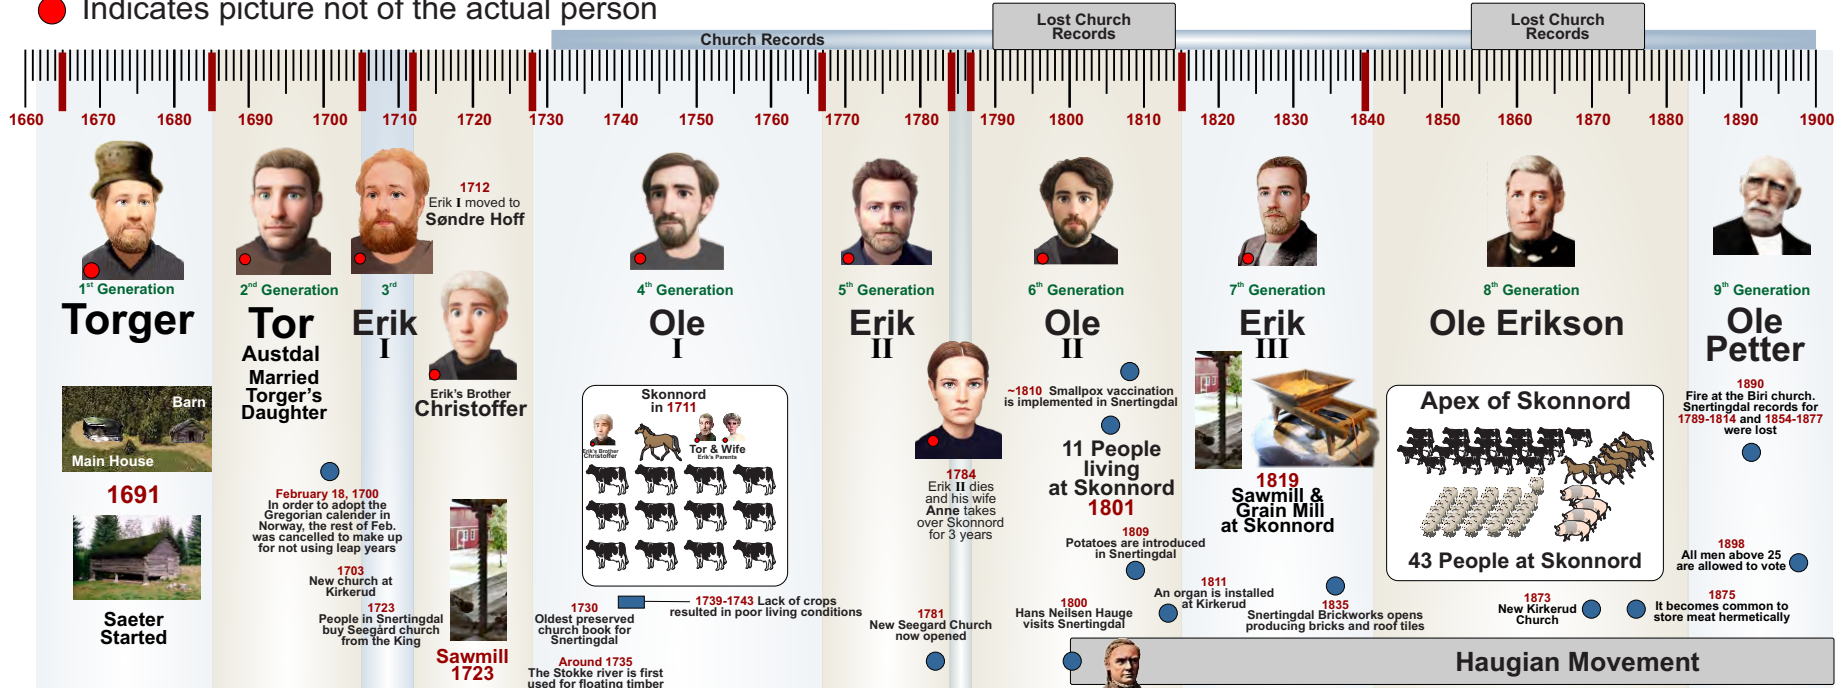 Indicates picture not of the actual person
Church Records
Lost Church
Records
Lost Church
Records
1660 1670 1680 1690 1700 1710 1720 1730 1740 1750 1760 1770 1780 1790 1800 1810 1820 1830 1840 1850 1860 1870 1880 1890 1900
1st Generation
Torger
Barn
Main House
1691
Saeter
Started
2nd Generation
Tor
Austdal
Married
Torger's
Daughter
February 18, 1700
In order to adopt the
Gregorian calender in
Norway, the rest of Feb.
was cancelled to make up
for not using leap years
1703
New church at
Kirkerud
1723
People in Snertingdal
buy Seegård church
from the King
3rd
Erik
I
1712
Erik I moved to
Søndre Hoff
Erik's Brother
Christoffer
Sawmill
1723
4th Generation
Ole
I
Skonnord
in 1711
Erik's Brother
Christoffer
Tor & Wife
Erik's Parents
1730
Oldest preserved
church book for
Snertingdal
1739-1743 Lack of crops
resulted in poor living conditions
Around 1735
The Stokke river is first
used for floating timber
5th Generation
Erik
II
1784
Erik II dies
and his wife
Anne takes
over Skonnord
for 3 years
1781
New Seegard Church
now opened
6th Generation
Ole
II
~1810 Smallpox vaccination
is implemented in Snertingdal
11 People
living
at Skonnord
1801
1809
Potatoes are introduced
in Snertingdal
1800
Hans Neilsen Hauge
visits Snertingdal
1811
An organ is installed
at Kirkerud
7th Generation
Erik
III
1819
Sawmill &
Grain Mill
at Skonnord
1835
Snertingdal Brickworks opens
producing bricks and roof tiles
8th Generation
Ole Erikson
Apex of Skonnord
43 People at Skonnord
1873
New Kirkerud
Church
1875
It becomes common to
store meat hermetically
9th Generation
Ole
Petter
1890
Fire at the Biri church.
Snertingdal records for
1789-1814 and 1854-1877
were lost
1898
All men above 25
are allowed to vote
Haugian Movement